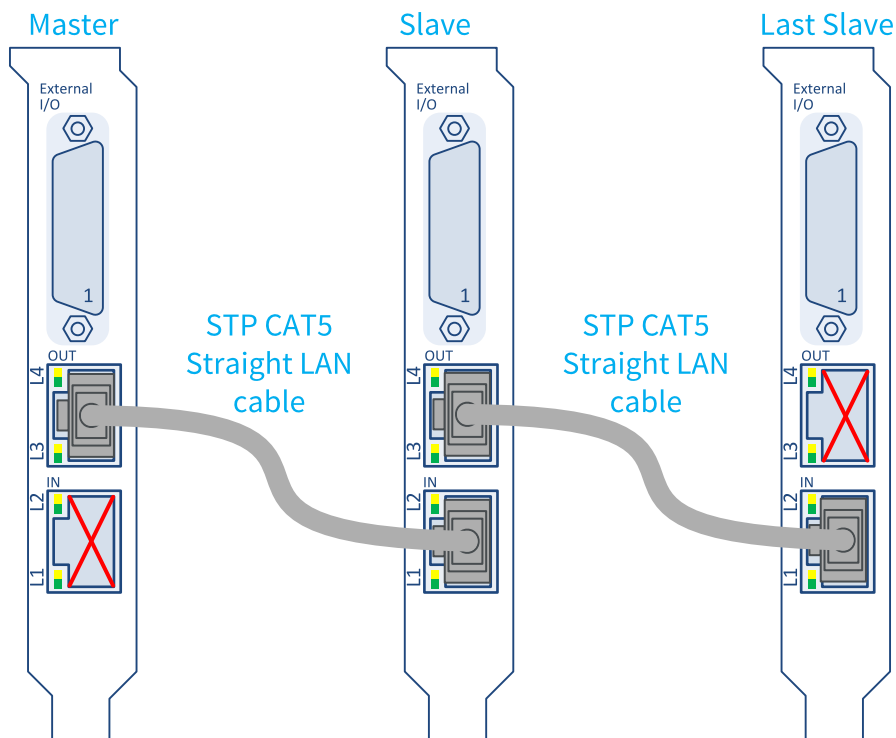 Master
Slave
Last Slave
External
I/O
External
I/O
External
I/O
1
1
1
STP CAT5
Straight LAN
cable
STP CAT5
Straight LAN
cable
OUT
L4
L3
OUT
L4
L3
OUT
L4
L3
IN
L2
L1
IN
L2
L1
IN
L2
L1